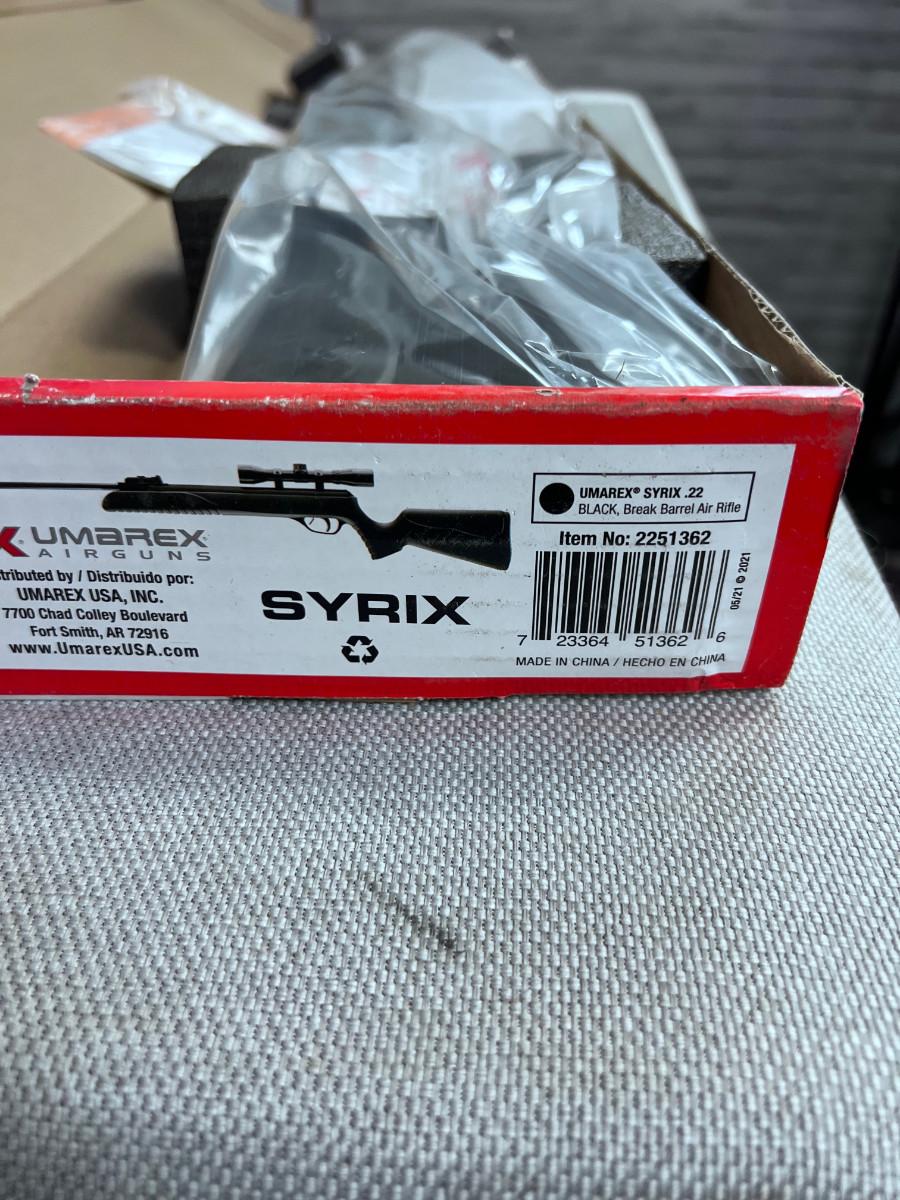 UMAREX
AIRGUNS
tributed by / Distribuido por:
UMAREX USA, INC.
7700 Chad Colley Boulevard
Fort Smith, AR 72916
www.UmarexUSA.com
SYRIX
UMAREX® SYRIX .22
BLACK, Break Barrel Air Rifle
Item No: 2251362
05/21 © 2021
7 23364 51362 6
MADE IN CHINA / HECHO EN CHINA